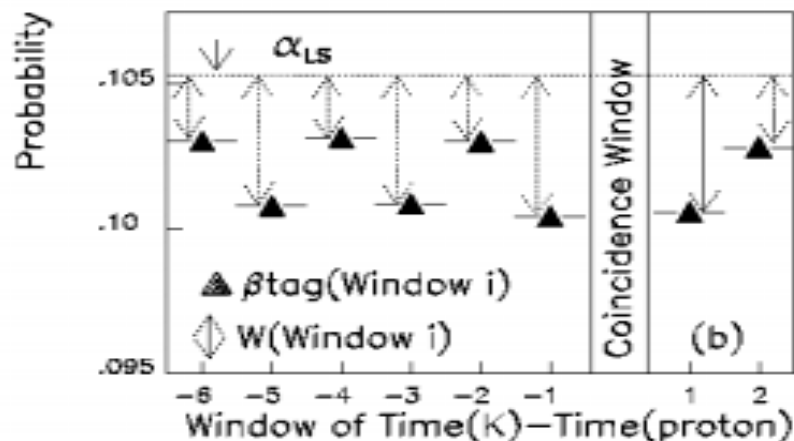 Probability
.105
.10
.095
α_LS
Coincidence Window
βtag(Window i)
W(Window i)
(b)
-6 -5 -4 -3 -2 -1 1 2
Window of Time(K)-Time(proton)